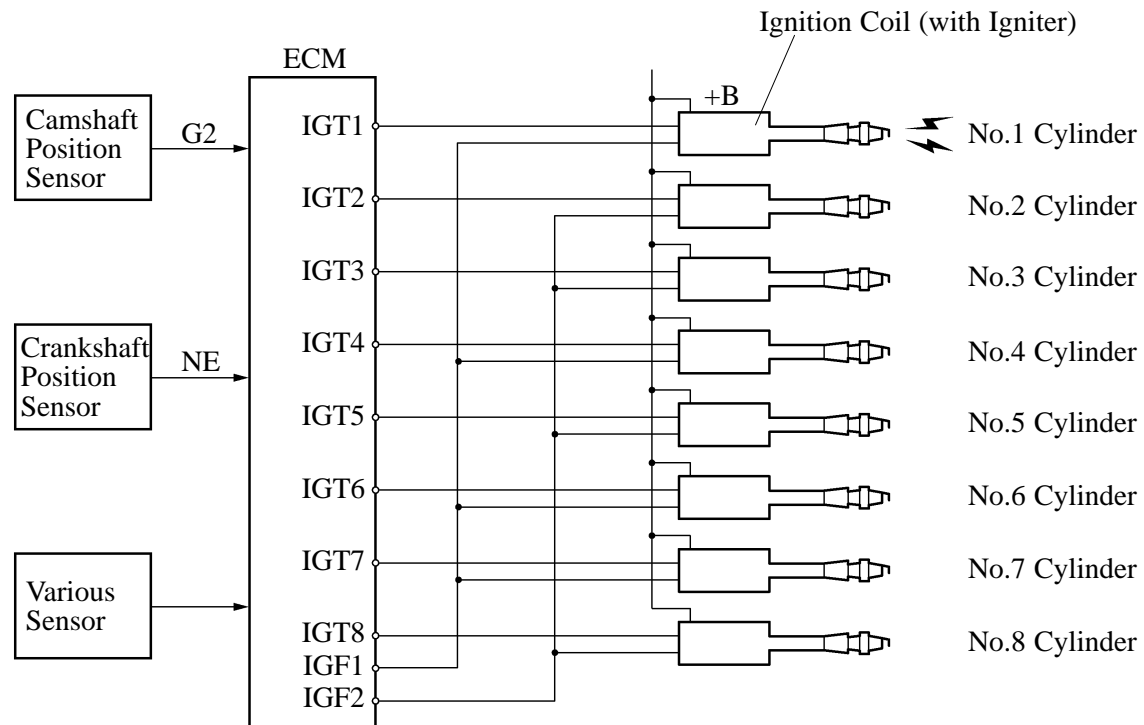 Ignition Coil (with Igniter)
ECM
+B
Camshaft
Position
Sensor
G2
IGT1
No.1 Cylinder
IGT2
No.2 Cylinder
IGT3
No.3 Cylinder
Crankshaft
Position
Sensor
NE
IGT4
No.4 Cylinder
IGT5
No.5 Cylinder
IGT6
No.6 Cylinder
IGT7
No.7 Cylinder
Various
Sensor
IGT8
No.8 Cylinder
IGF1
IGF2